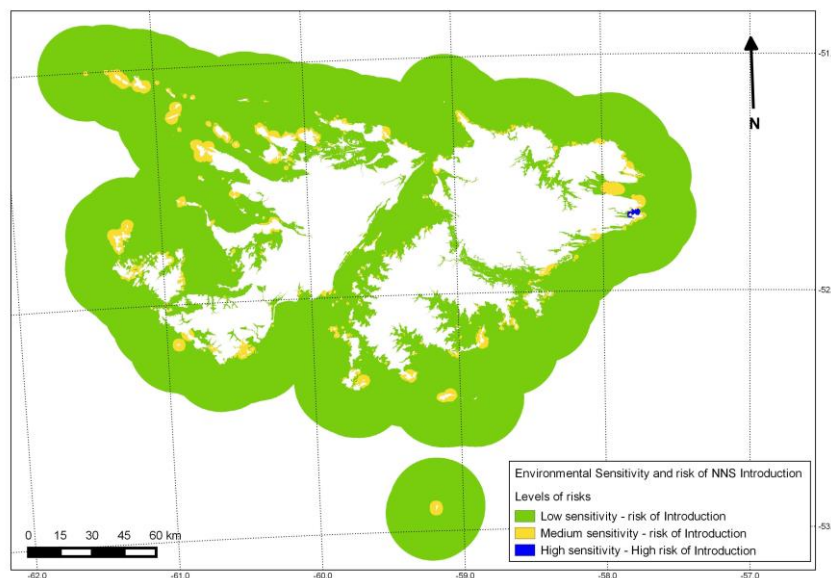 -51
N
-52
Environmental Sensitivity and risk of NNS Introduction
Levels of risks
Low sensitivity - risk of Introduction
Medium sensitivity - risk of Introduction
High sensitivity - High risk of Introduction
0 15 30 45 60 km
-53
-62.0 -61.0 -60.0 -59.0 -58.0 -57.0